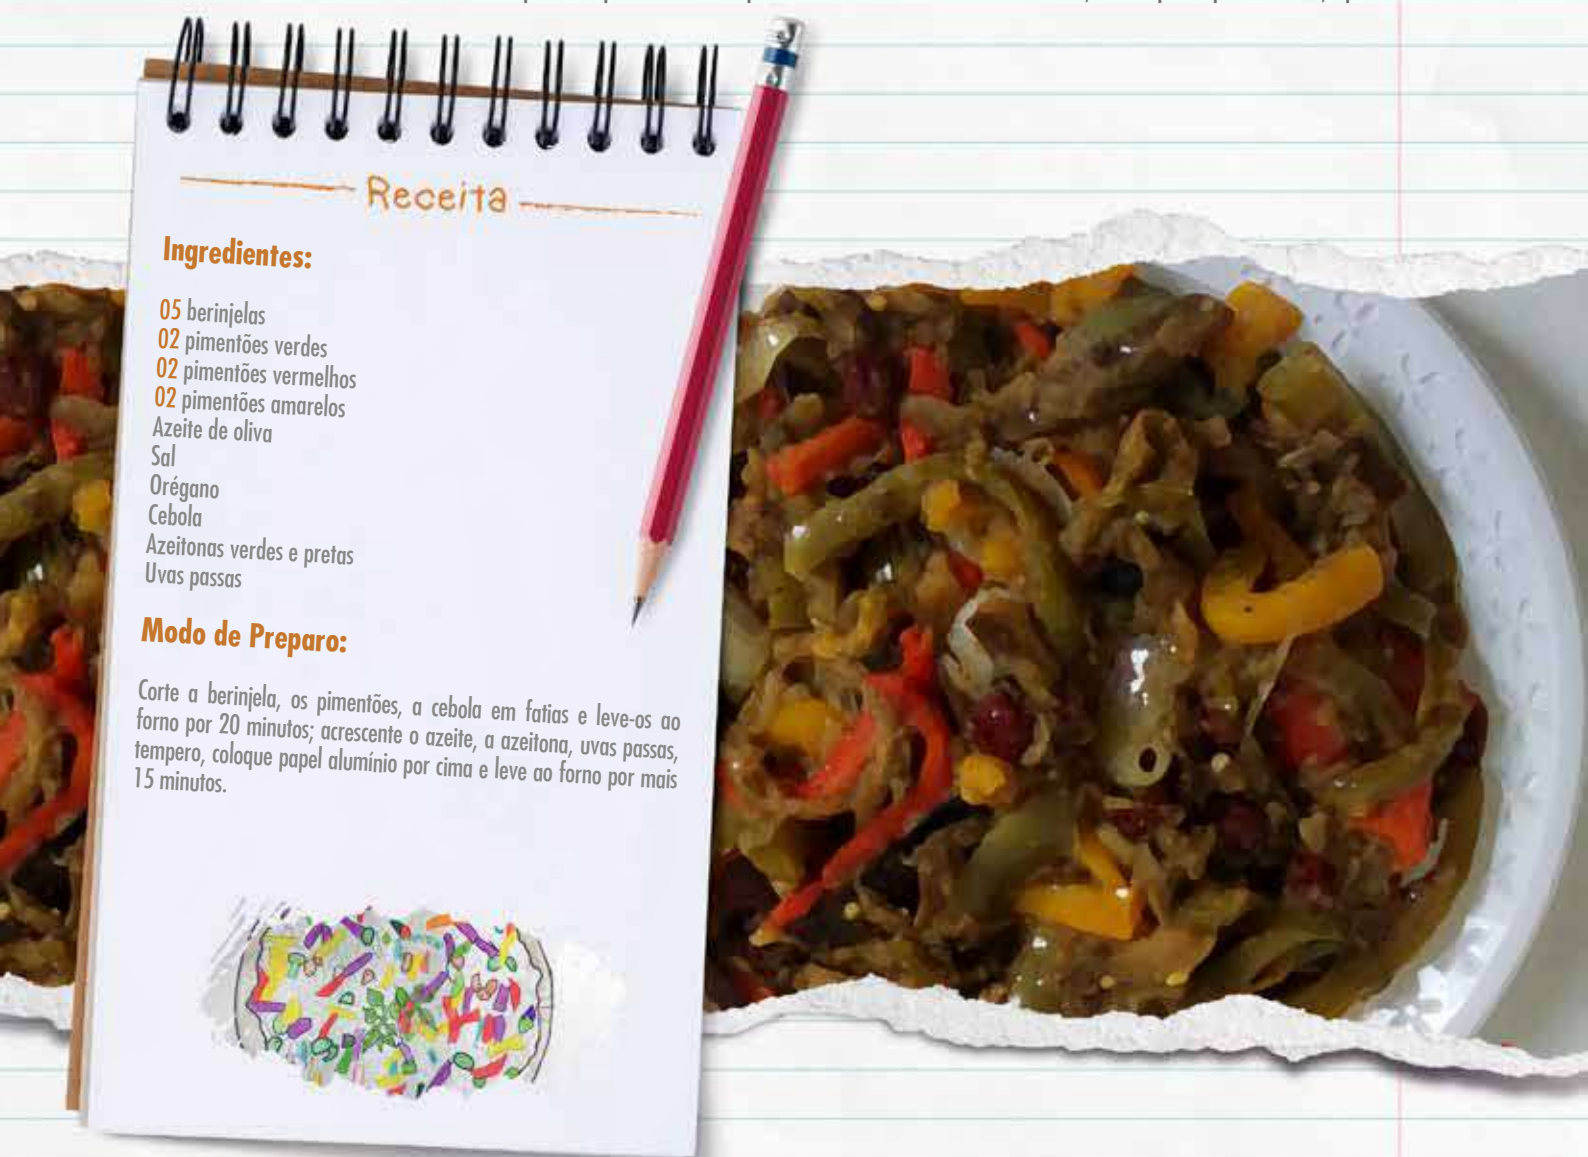 Receita
Ingredientes:
05 berinjelas
02 pimentões verdes
02 pimentões vermelhos
02 pimentões amarelos
Azeite de oliva
Sal
Orégano
Cebola
Azeitonas verdes e pretas
Uvas passas
Modo de Preparo:
Corte a berinjela, os pimentões, a cebola em fatias e leve-os ao
forno por 20 minutos; acrescente o azeite, a azeitona, uvas passas,
tempero, coloque papel alumínio por cima e leve ao forno por mais
15 minutos.